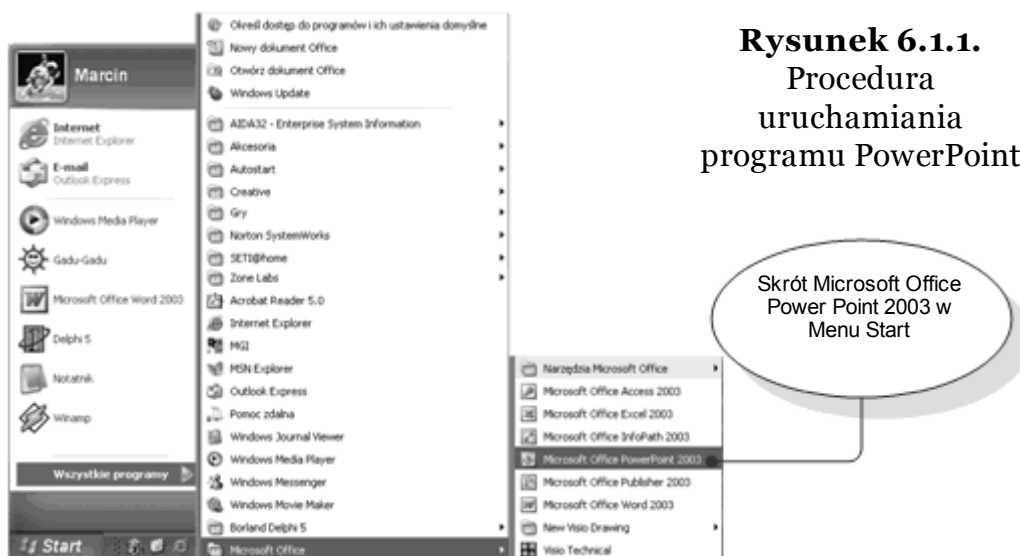 Rysunek 6.1.1.
Procedura
uruchamiania
programu PowerPoint
Skrót Microsoft Office
Power Point 2003 w
Menu Start
Marcin
Internet
Internet Explorer
E-mail
Outlook Express
Windows Media Player
Gadu-Gadu
Microsoft Office Word 2003
Delphi 5
Notatnik
Winamp
Wszystkie programy
Start
Określ dostęp do programów i ich ustawienia domyślne
Nowy dokument Office
Otwórz dokument Office
Windows Update
AIDA32 - Enterprise System Information
Akcesoria
Autostart
Creative
Gry
Norton SystemWorks
SETI@home
Zone Labs
Acrobat Reader 5.0
Internet Explorer
MGI
MSN Explorer
Outlook Express
Pomoc zdalna
Windows Journal Viewer
Windows Media Player
Windows Messenger
Windows Movie Maker
Borland Delphi 5
Microsoft Office
Narzędzia Microsoft Office
Microsoft Office Access 2003
Microsoft Office Excel 2003
Microsoft Office InfoPath 2003
Microsoft Office PowerPoint 2003
Microsoft Office Publisher 2003
Microsoft Office Word 2003
New Visio Drawing
Visio Technical